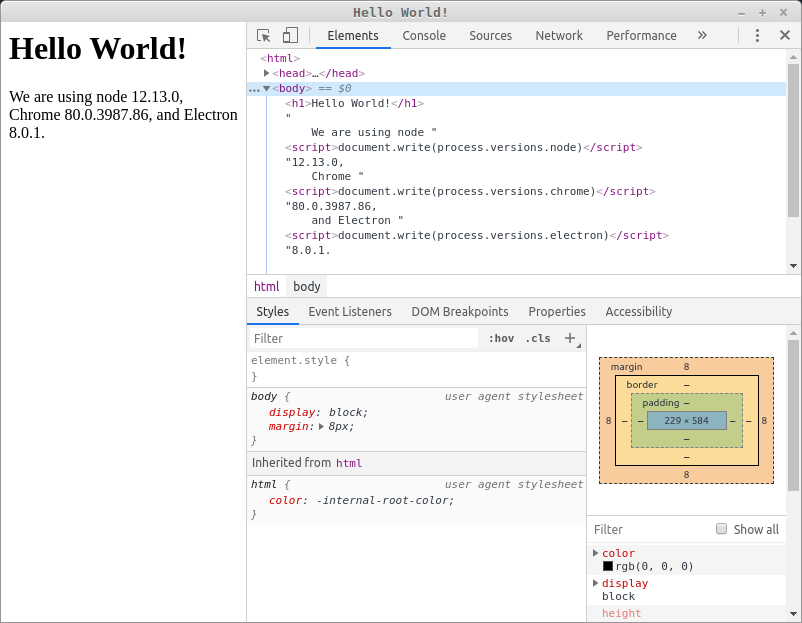 Hello World!
Hello World!
We are using node 12.13.0,
Chrome 80.0.3987.86, and Electron
8.0.1.
Elements Console Sources Network Performance »
<html>
<head>…</head>
<body> == $0
<h1>Hello World!</h1>
"
We are using node "
<script>document.write(process.versions.node)</script>
"12.13.0,
Chrome "
<script>document.write(process.versions.chrome)</script>
"80.0.3987.86,
and Electron "
<script>document.write(process.versions.electron)</script>
"8.0.1.
html body
Styles Event Listeners DOM Breakpoints Properties Accessibility
Filter :hov .cls +
element.style {
}
body { user agent stylesheet
display: block;
margin: 8px;
}
Inherited from html
html { user agent stylesheet
color: -internal-root-color;
}
margin 8
border –
padding –
8 – – 229 × 584 – – 8
–
–
8
Filter Show all
color
rgb(0, 0, 0)
display
block
height